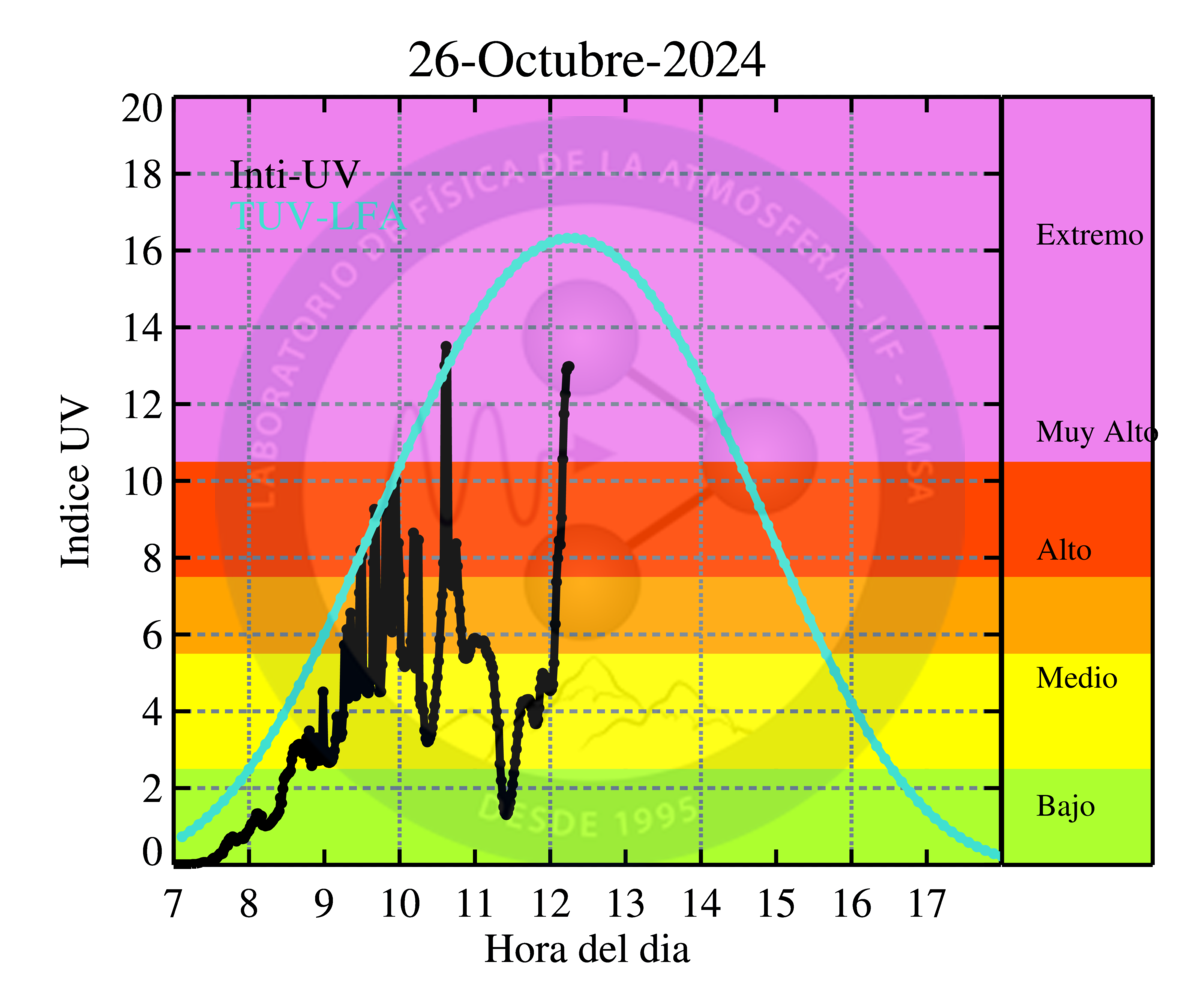 26-Octubre-2024
Inti-UV
TUV-LFA
LABORATORIO DE FÍSICA DE LA ATMÓSFERA - IIF - UMSA
DESDE 1995
Indice UV
20
18
16
14
12
10
8
6
4
2
0
Extremo
Muy Alto
Alto
Medio
Bajo
7 8 9 10 11 12 13 14 15 16 17
Hora del dia